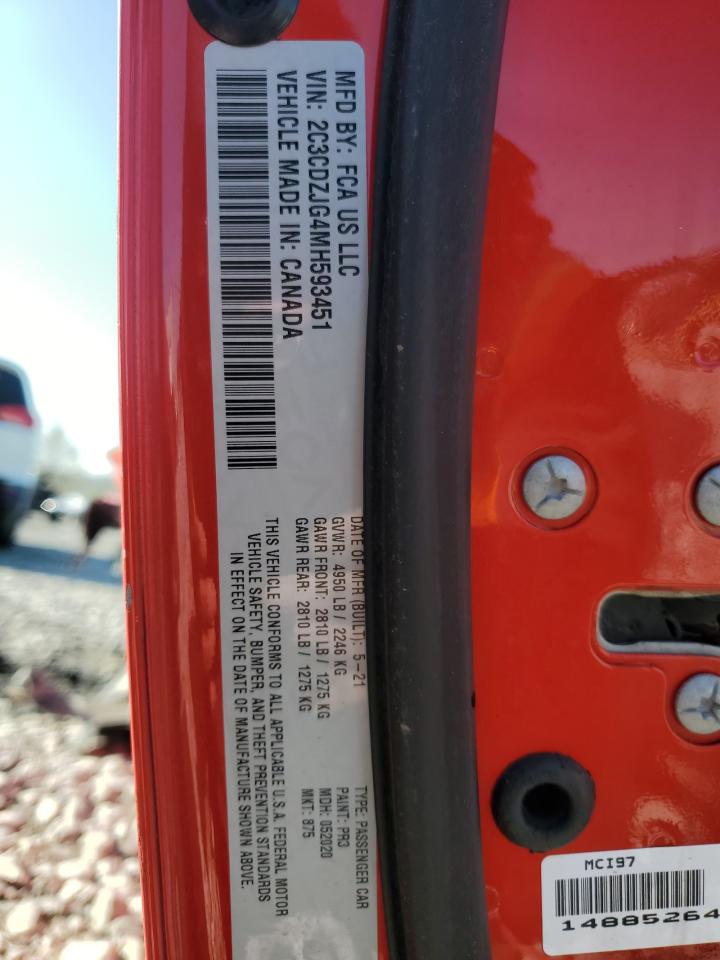 MFD BY: FCA US LLC
VIN: 2C3CDZJG4MH593451
VEHICLE MADE IN: CANADA
DATE OF MFR (BUILT): 5-21
GVWR: 4950 LB / 2246 KG
GAWR FRONT: 2810 LB / 1275 KG
GAWR REAR: 2810 LB / 1275 KG
TYPE: PASSENGER CAR
PAINT: PR3
MDH: 052020
MKT: 875
THIS VEHICLE CONFORMS TO ALL APPLICABLE U.S.A. FEDERAL MOTOR
VEHICLE SAFETY, BUMPER, AND THEFT PREVENTION STANDARDS
IN EFFECT ON THE DATE OF MANUFACTURE SHOWN ABOVE.
MCI97
14885264